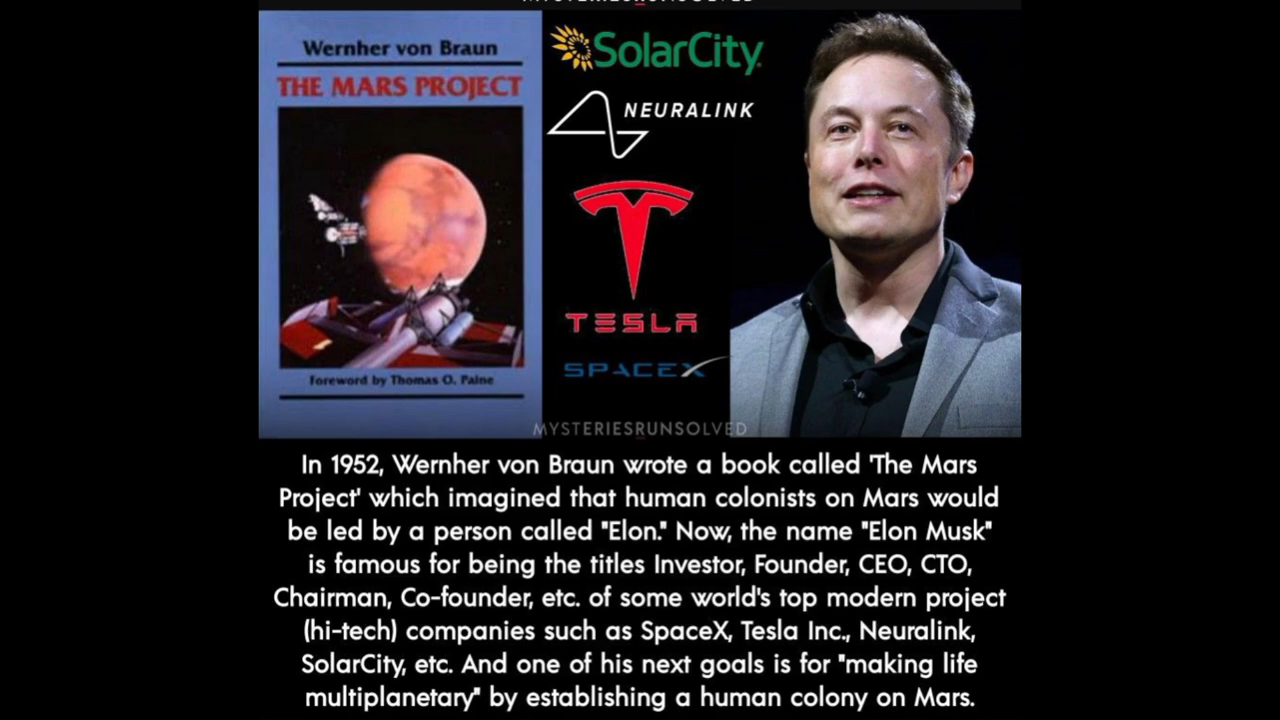 MYSTERIESRUNSOLVED
Wernher von Braun
THE MARS PROJECT
Foreword by Thomas O. Paine
SolarCity
NEURALINK
TESLA
SPACEX
MYSTERIESRUNSOLVED
In 1952, Wernher von Braun wrote a book called 'The Mars
Project' which imagined that human colonists on Mars would
be led by a person called "Elon." Now, the name "Elon Musk"
is famous for being the titles Investor, Founder, CEO, CTO,
Chairman, Co-founder, etc. of some world's top modern project
(hi-tech) companies such as SpaceX, Tesla Inc., Neuralink,
SolarCity, etc. And one of his next goals is for "making life
multiplanetary" by establishing a human colony on Mars.